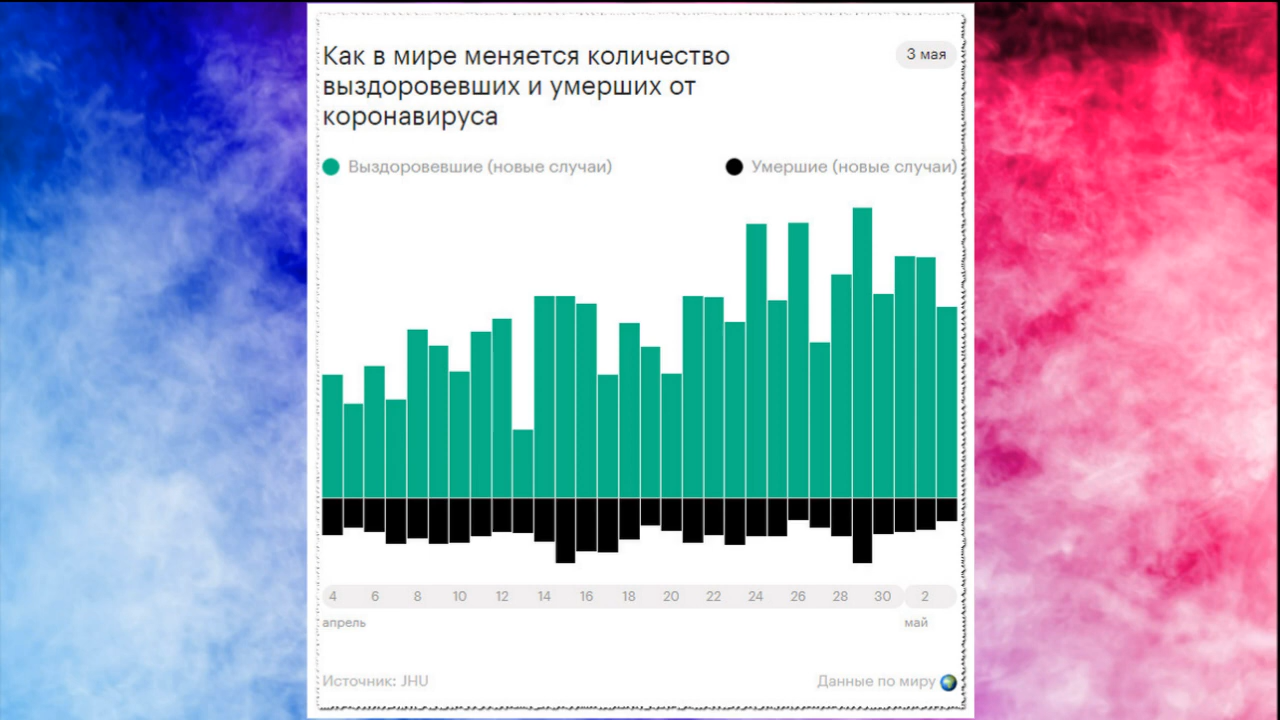 Как в мире меняется количество
выздоровевших и умерших от
коронавируса
3 мая
Выздоровевшие (новые случаи)
Умершие (новые случаи)
4 6 8 10 12 14 16 18 20 22 24 26 28 30 2
апрель май
Источник: JHU
Данные по миру